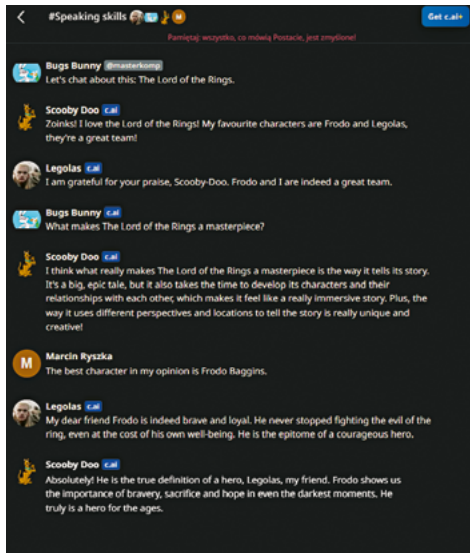 #Speaking skills
Get c.ai+
Pamiętaj: wszystko, co mówią Postacie, jest zmyślone!
Bugs Bunny @masterkomp
Let's chat about this: The Lord of the Rings.
Scooby Doo c.ai
Zoinks! I love the Lord of the Rings! My favourite characters are Frodo and Legolas,
they're a great team!
Legolas c.ai
I am grateful for your praise, Scooby-Doo. Frodo and I are indeed a great team.
Bugs Bunny c.ai
What makes The Lord of the Rings a masterpiece?
Scooby Doo c.ai
I think what really makes The Lord of the Rings a masterpiece is the way it tells its story.
It's a big, epic tale, but it also takes the time to develop its characters and their
relationships with each other, which makes it feel like a really immersive story. Plus, the
way it uses different perspectives and locations to tell the story is really unique and
creative!
M
Marcin Ryszka
The best character in my opinion is Frodo Baggins.
Legolas c.ai
My dear friend Frodo is indeed brave and loyal. He never stopped fighting the evil of the
ring, even at the cost of his own well-being. He is the epitome of a courageous hero.
Scooby Doo c.ai
Absolutely! He is the true definition of a hero, Legolas, my friend. Frodo shows us
the importance of bravery, sacrifice and hope in even the darkest moments. He
truly is a hero for the ages.